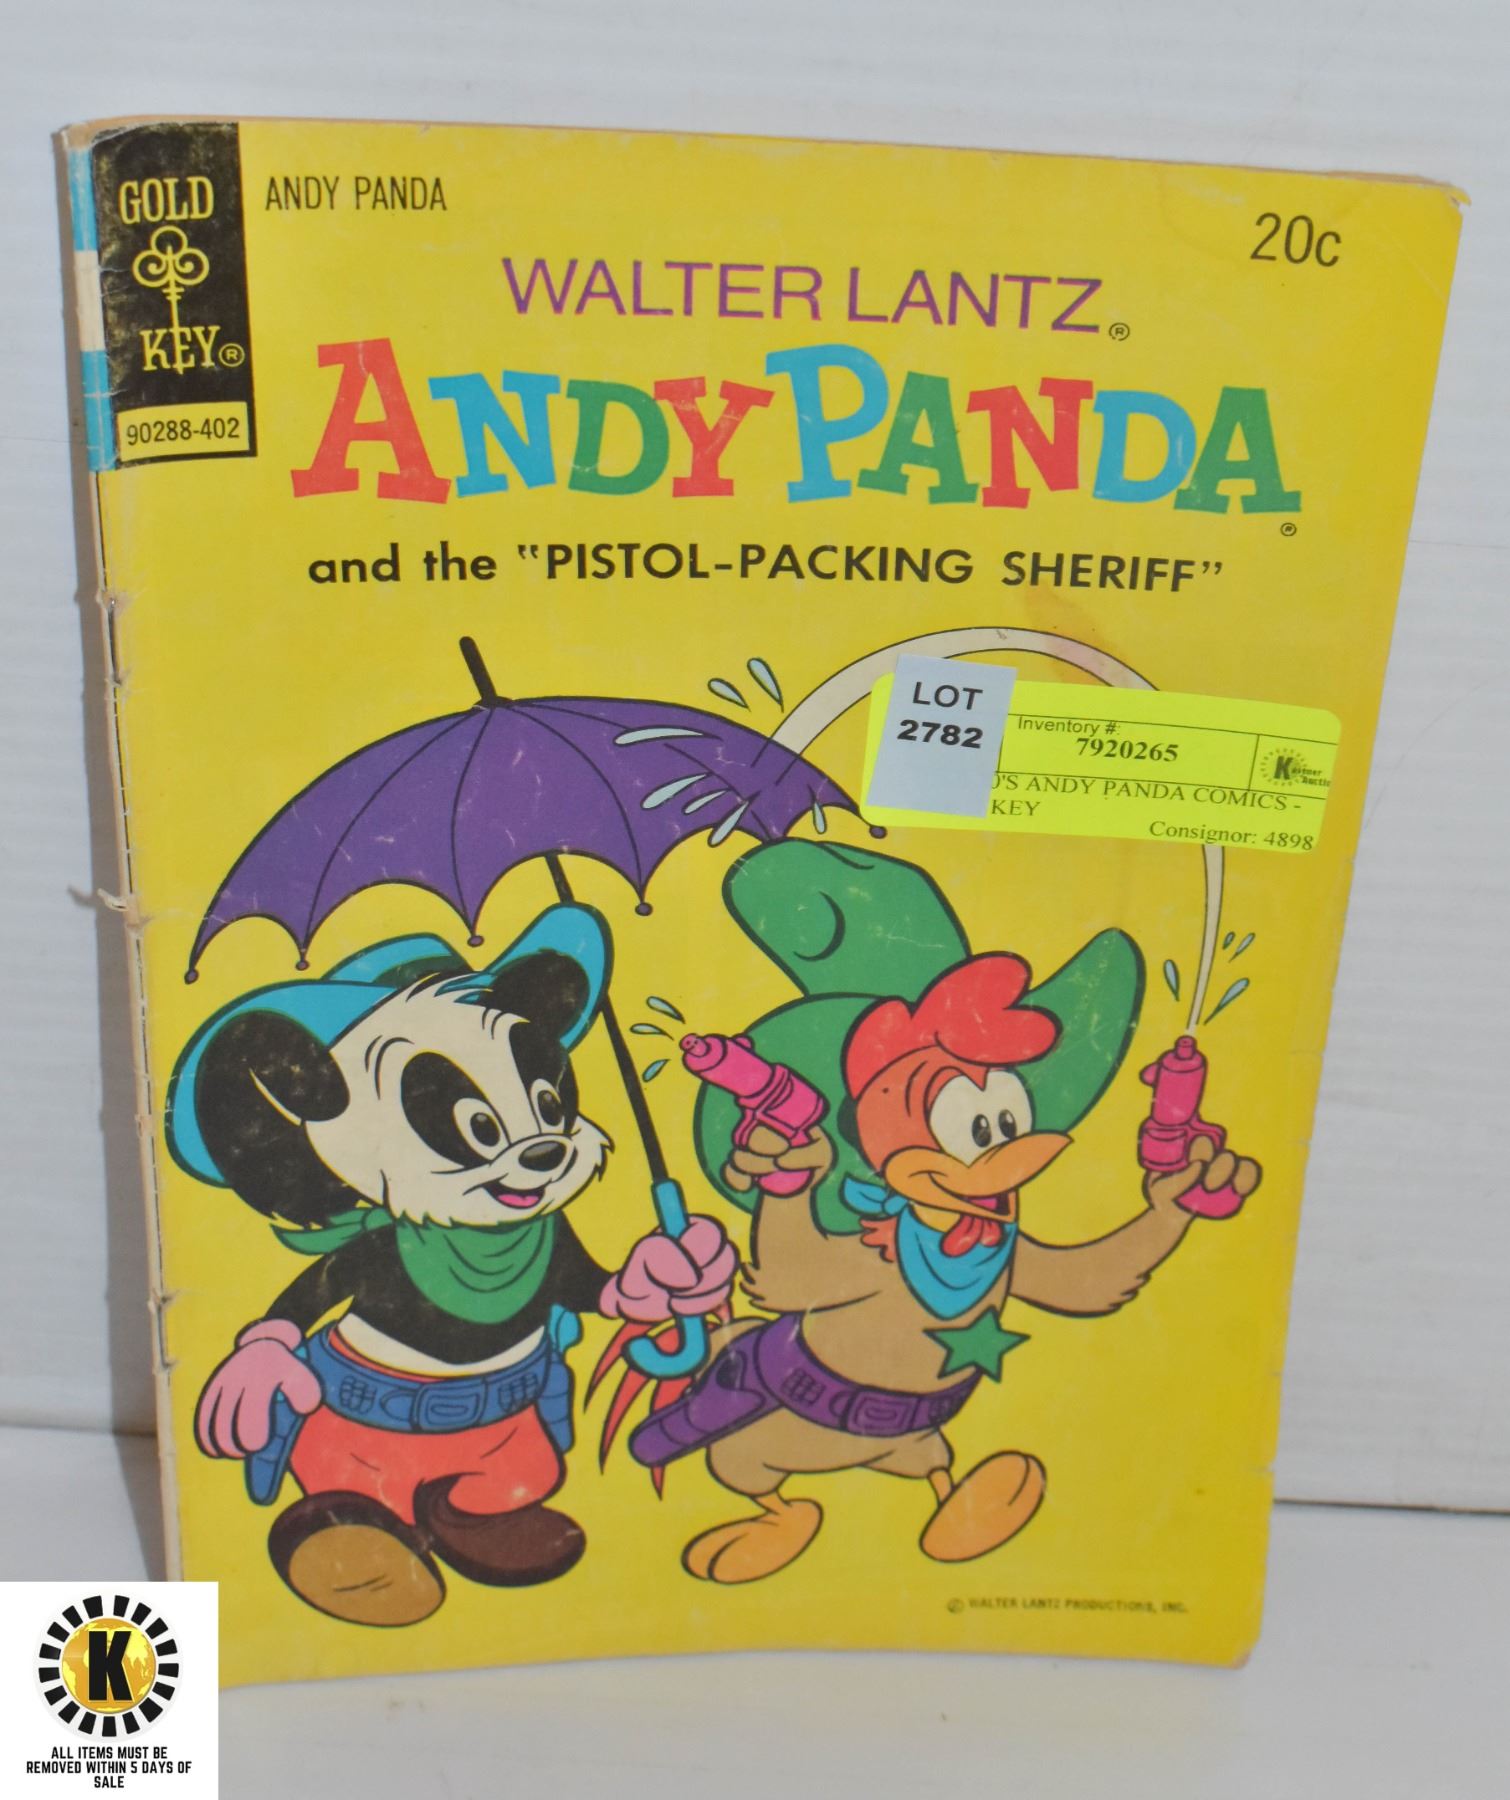 GOLD
KEY®
90288-402
ANDY PANDA
20c
WALTER LANTZ®
ANDY PANDA®
and the "PISTOL-PACKING SHERIFF"
LOT
2782
Inventory #:
7920265
0'S ANDY PANDA COMICS -
KEY
Consignor: 4898
© WALTER LANTZ PRODUCTIONS, INC.
K
ALL ITEMS MUST BE
REMOVED WITHIN 5 DAYS OF
SALE